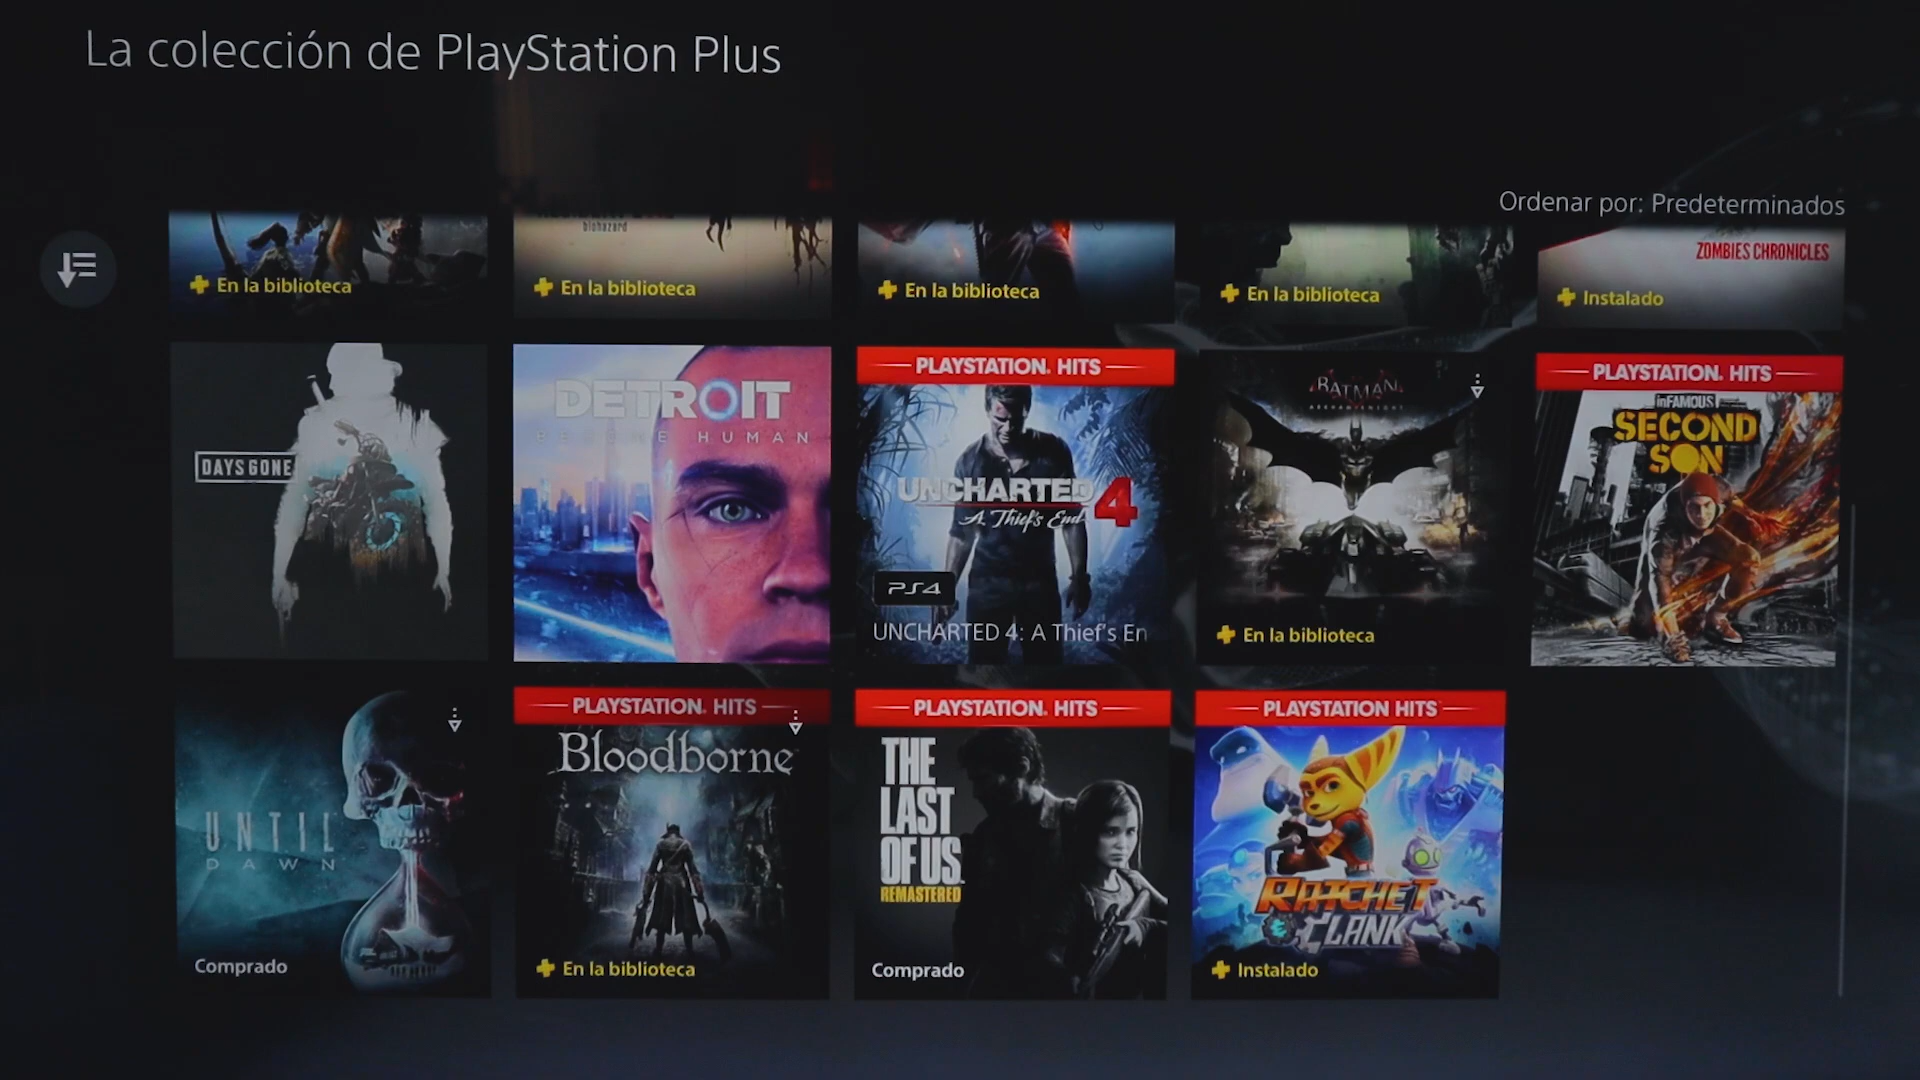 La colección de PlayStation Plus
Ordenar por: Predeterminados
biohazard
ZOMBIES CHRONICLES
En la biblioteca
En la biblioteca
En la biblioteca
En la biblioteca
Instalado
DAYS GONE
DETROIT
BECOME HUMAN
PLAYSTATION HITS
UNCHARTED 4
A Thief's End
PS4
UNCHARTED 4: A Thief's En
BATMAN
ARKHAM KNIGHT
En la biblioteca
PLAYSTATION HITS
inFAMOUS
SECOND
SON
UNTIL
DAWN
Comprado
PLAYSTATION HITS
Bloodborne
En la biblioteca
PLAYSTATION HITS
THE
LAST
OF US
REMASTERED
Comprado
PLAYSTATION HITS
RATCHET
CLANK
Instalado